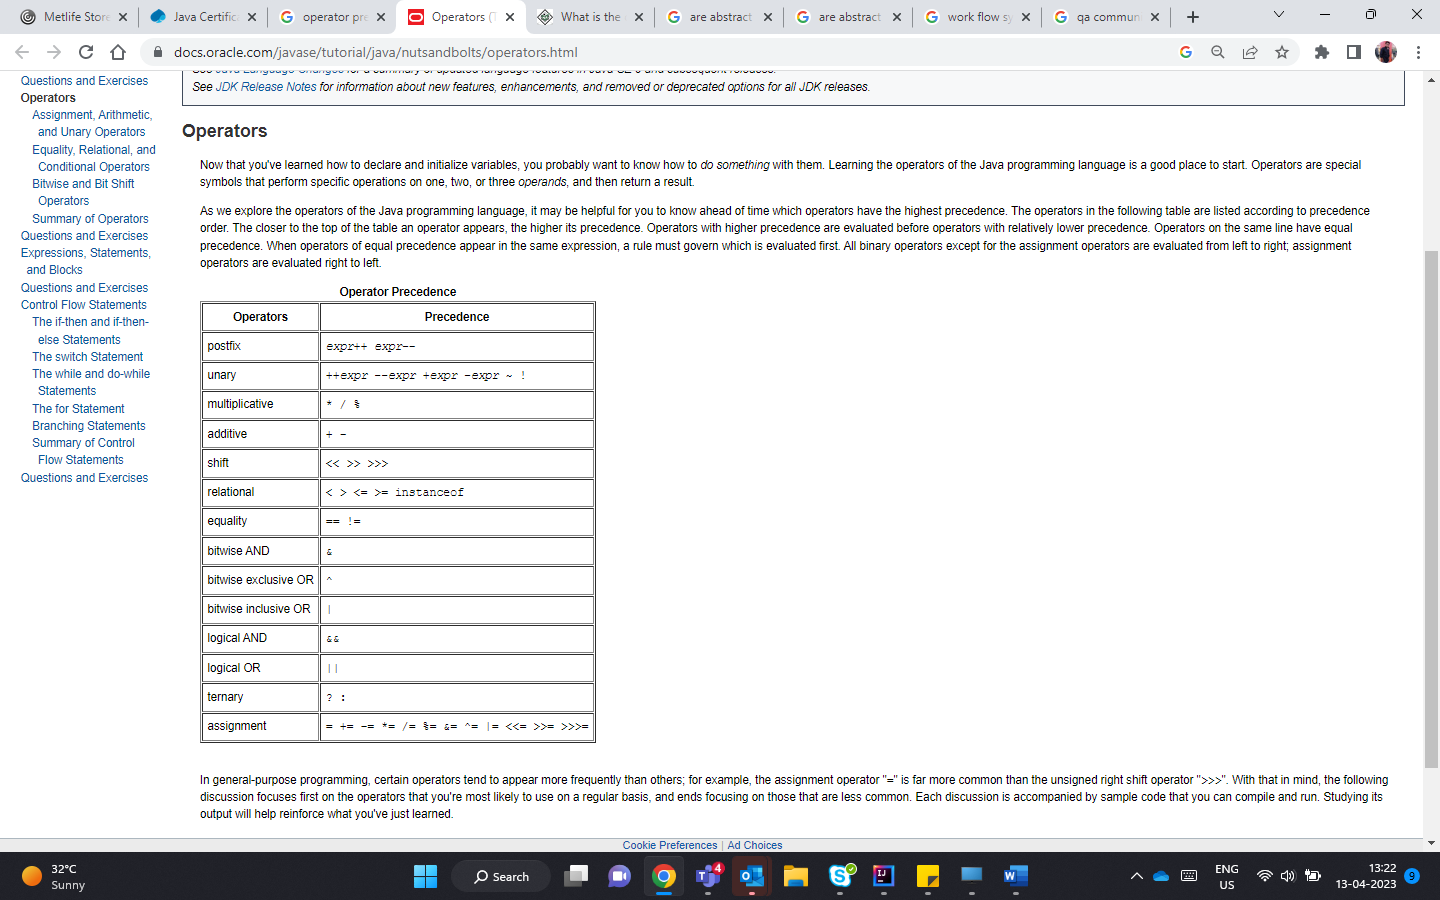 Metlife Store
Java Certific
operator pre
Operators (
What is the
are abstract
are abstract
work flow sy
qa commun
docs.oracle.com/javase/tutorial/java/nutsandbolts/operators.html
Questions and Exercises
Operators
Assignment, Arithmetic,
and Unary Operators
Equality, Relational, and
Conditional Operators
Bitwise and Bit Shift
Operators
Summary of Operators
Questions and Exercises
Expressions, Statements,
and Blocks
Questions and Exercises
Control Flow Statements
The if-then and if-then-
else Statements
The switch Statement
The while and do-while
Statements
The for Statement
Branching Statements
Summary of Control
Flow Statements
Questions and Exercises
See Java Language Changes for a summary of updated language features in Java SE 9 and subsequent releases.
See JDK Release Notes for information about new features, enhancements, and removed or deprecated options for all JDK releases.
Operators
Now that you've learned how to declare and initialize variables, you probably want to know how to do something with them. Learning the operators of the Java programming language is a good place to start. Operators are special
symbols that perform specific operations on one, two, or three operands, and then return a result.
As we explore the operators of the Java programming language, it may be helpful for you to know ahead of time which operators have the highest precedence. The operators in the following table are listed according to precedence
order. The closer to the top of the table an operator appears, the higher its precedence. Operators with higher precedence are evaluated before operators with relatively lower precedence. Operators on the same line have equal
precedence. When operators of equal precedence appear in the same expression, a rule must govern which is evaluated first. All binary operators except for the assignment operators are evaluated from left to right; assignment
operators are evaluated right to left.
Operator Precedence
Operators Precedence
postfix expr++ expr--
unary ++expr --expr +expr -expr ~ !
multiplicative * / %
additive + -
shift << >> >>>
relational < > <= >= instanceof
equality == !=
bitwise AND &
bitwise exclusive OR ^
bitwise inclusive OR |
logical AND &&
logical OR ||
ternary ? :
assignment = += -= *= /= %= &= ^= |= <<= >>= >>>=
In general-purpose programming, certain operators tend to appear more frequently than others; for example, the assignment operator "=" is far more common than the unsigned right shift operator ">>>". With that in mind, the following
discussion focuses first on the operators that you're most likely to use on a regular basis, and ends focusing on those that are less common. Each discussion is accompanied by sample code that you can compile and run. Studying its
output will help reinforce what you've just learned.
Cookie Preferences | Ad Choices
32°C
Sunny
Search
4
ENG
US
13:22
13-04-2023
9